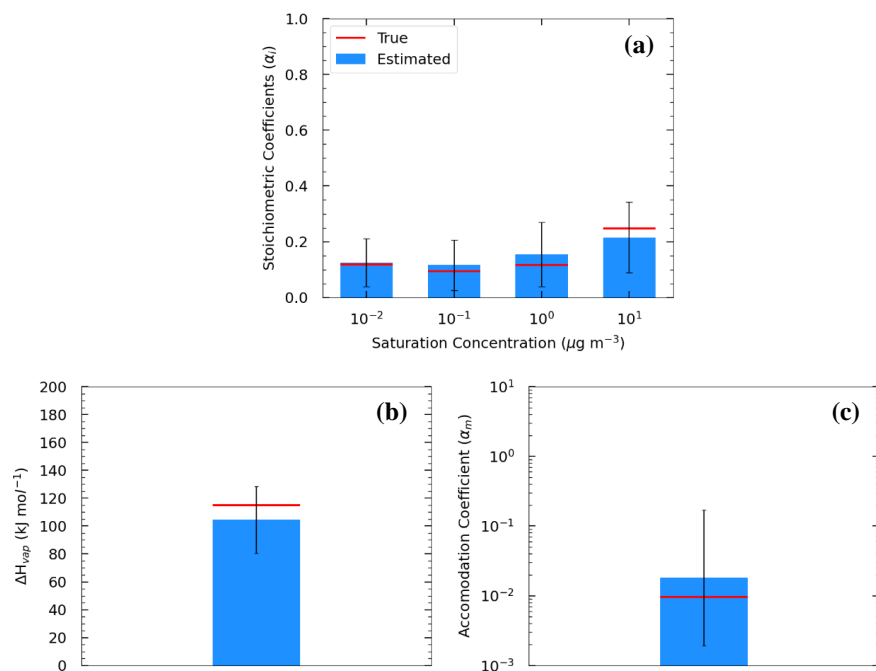 (a)
True
Estimated
Stoichiometric Coefficients (αᵢ)
1.0
0.8
0.6
0.4
0.2
0.0
10⁻² 10⁻¹ 10⁰ 10¹
Saturation Concentration (μg m⁻³)
(b)
ΔHᵥₐₚ (kJ mol⁻¹)
200
180
160
140
120
100
80
60
40
20
0
(c)
Accomodation Coefficient (αₘ)
10¹
10⁰
10⁻¹
10⁻²
10⁻³